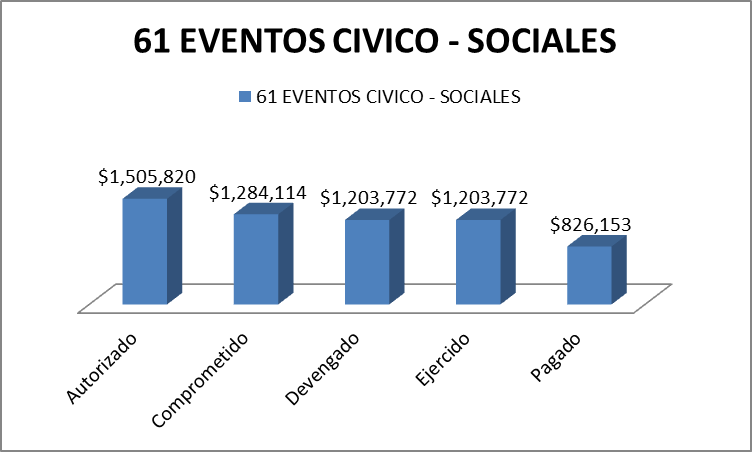 61 EVENTOS CIVICO - SOCIALES
61 EVENTOS CIVICO - SOCIALES
$1,505,820
$1,284,114
$1,203,772
$1,203,772
$826,153
Autorizado
Comprometido
Devengado
Ejercido
Pagado